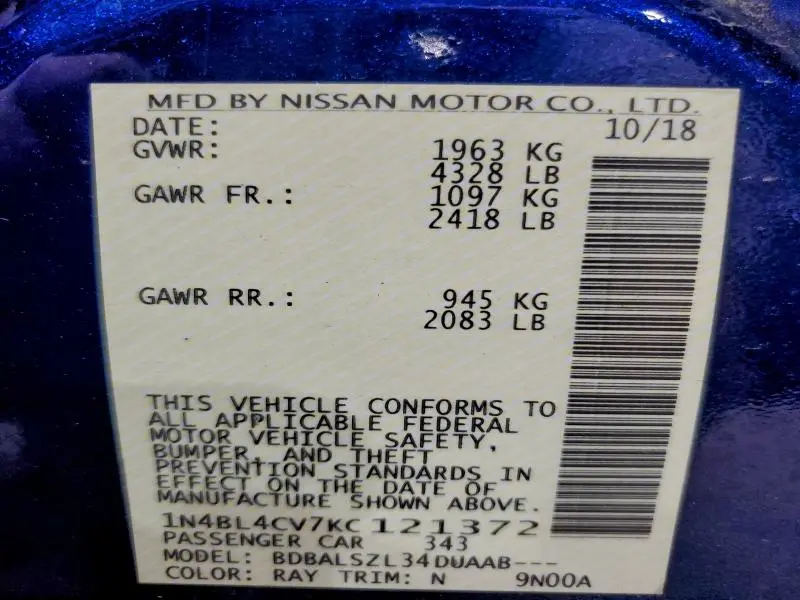 MFD BY NISSAN MOTOR CO., LTD.
DATE: 10/18
GVWR: 1963 KG
4328 LB
GAWR FR.: 1097 KG
2418 LB
GAWR RR.: 945 KG
2083 LB
THIS VEHICLE CONFORMS TO
ALL APPLICABLE FEDERAL
MOTOR VEHICLE SAFETY,
BUMPER, AND THEFT
PREVENTION STANDARDS IN
EFFECT ON THE DATE OF
MANUFACTURE SHOWN ABOVE.
1N4BL4CV7KC121372
PASSENGER CAR 343
MODEL: BDBALSZL34DUAAB---
COLOR: RAY TRIM: N 9N00A